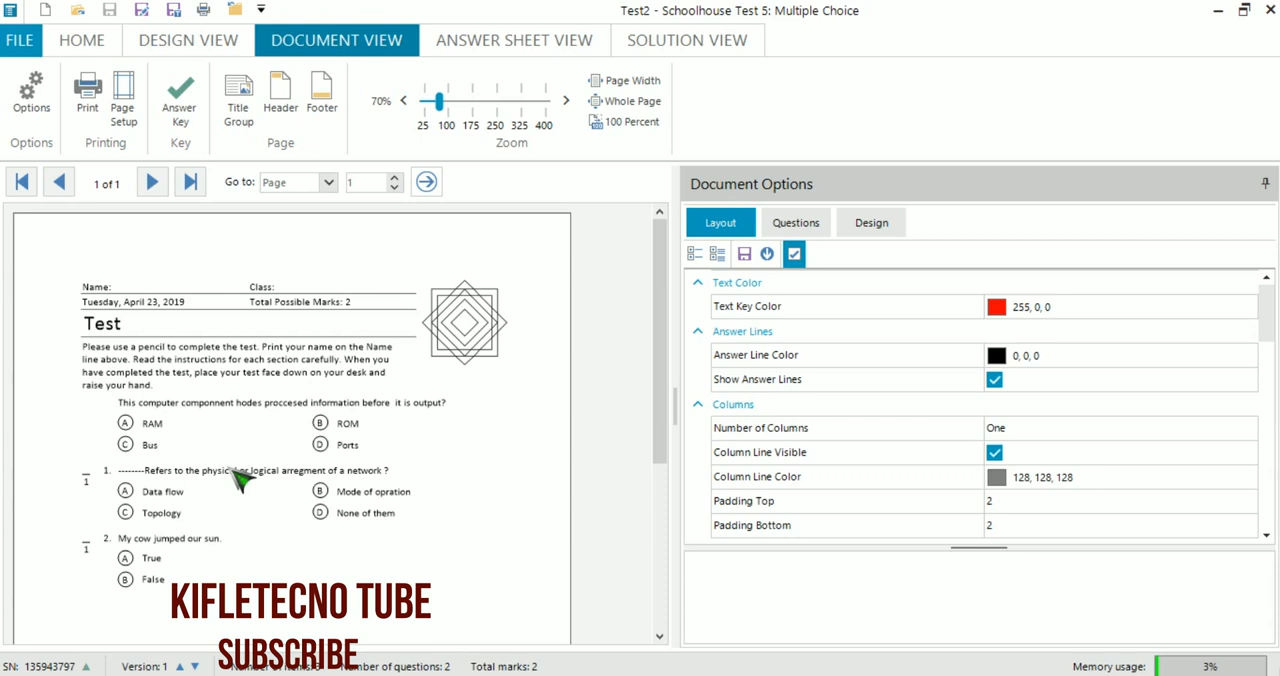 Test2 - Schoolhouse Test 5: Multiple Choice
FILE HOME DESIGN VIEW DOCUMENT VIEW ANSWER SHEET VIEW SOLUTION VIEW
Options
Print
Page
Setup
Answer
Key
Title
Group
Header
Footer
70%
25 100 175 250 325 400
Page Width
Whole Page
100 Percent
Options Printing Key Page Zoom
1 of 1 Go to: Page 1
Document Options
Layout Questions Design
Name: Class:
Tuesday, April 23, 2019 Total Possible Marks: 2
Test
Please use a pencil to complete the test. Print your name on the Name
line above. Read the instructions for each section carefully. When you
have completed the test, place your test face down on your desk and
raise your hand.
This computer componnent hodes proccesed information before it is output?
A RAM B ROM
C Bus D Ports
1 1. --------Refers to the physical or logical arregment of a network ?
A Data flow B Mode of opration
C Topology D None of them
1 2. My cow jumped our sun.
A True
B False
Text Color
Text Key Color 255, 0, 0
Answer Lines
Answer Line Color 0, 0, 0
Show Answer Lines
Columns
Number of Columns One
Column Line Visible
Column Line Color 128, 128, 128
Padding Top 2
Padding Bottom 2
KIFLETECNO TUBE
SUBSCRIBE
SN: 135943797 Version: 1 Number of questions: 2 Total marks: 2 Memory usage: 3%